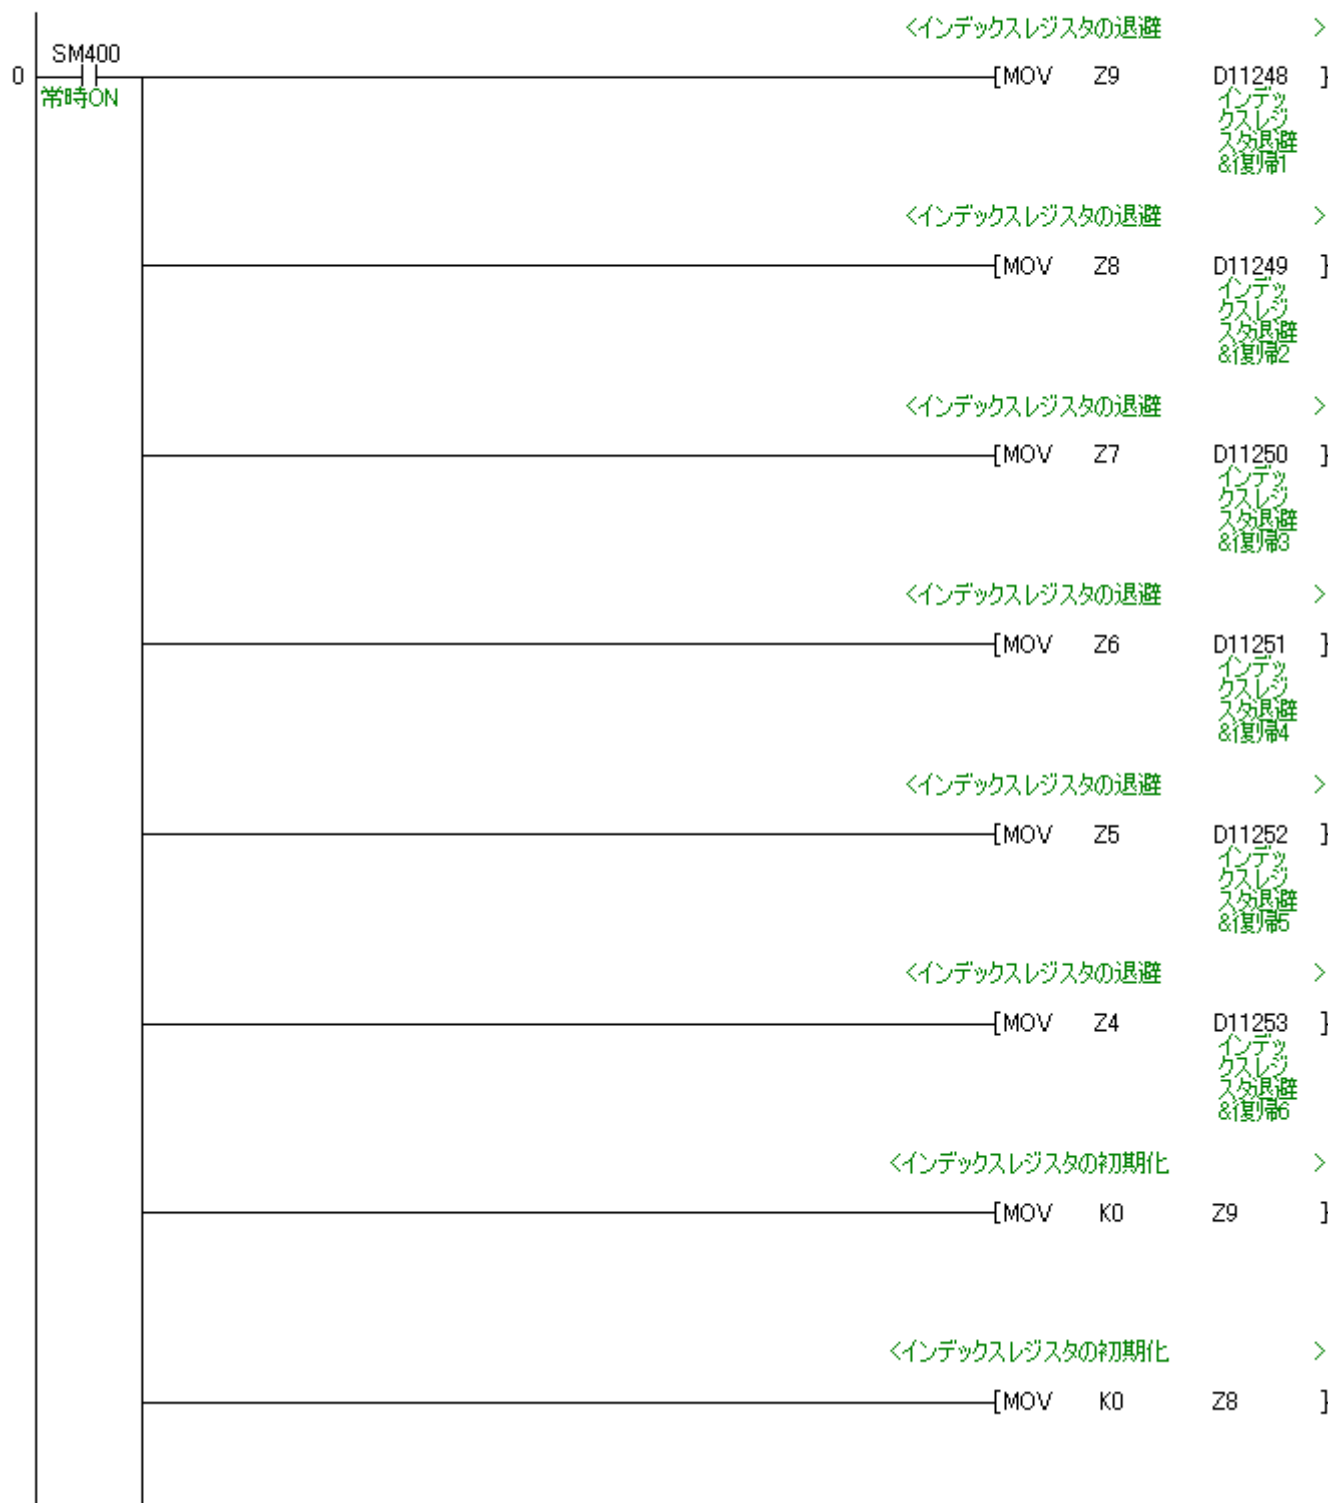 <インデックスレジスタの退避 >
SM400
0 [MOV Z9 D11248 ]
常時ON
インデッ
クスレジ
スタ退避
&復帰1
<インデックスレジスタの退避 >
[MOV Z8 D11249 ]
インデッ
クスレジ
スタ退避
&復帰2
<インデックスレジスタの退避 >
[MOV Z7 D11250 ]
インデッ
クスレジ
スタ退避
&復帰3
<インデックスレジスタの退避 >
[MOV Z6 D11251 ]
インデッ
クスレジ
スタ退避
&復帰4
<インデックスレジスタの退避 >
[MOV Z5 D11252 ]
インデッ
クスレジ
スタ退避
&復帰5
<インデックスレジスタの退避 >
[MOV Z4 D11253 ]
インデッ
クスレジ
スタ退避
&復帰6
<インデックスレジスタの初期化 >
[MOV K0 Z9 ]
<インデックスレジスタの初期化 >
[MOV K0 Z8 ]